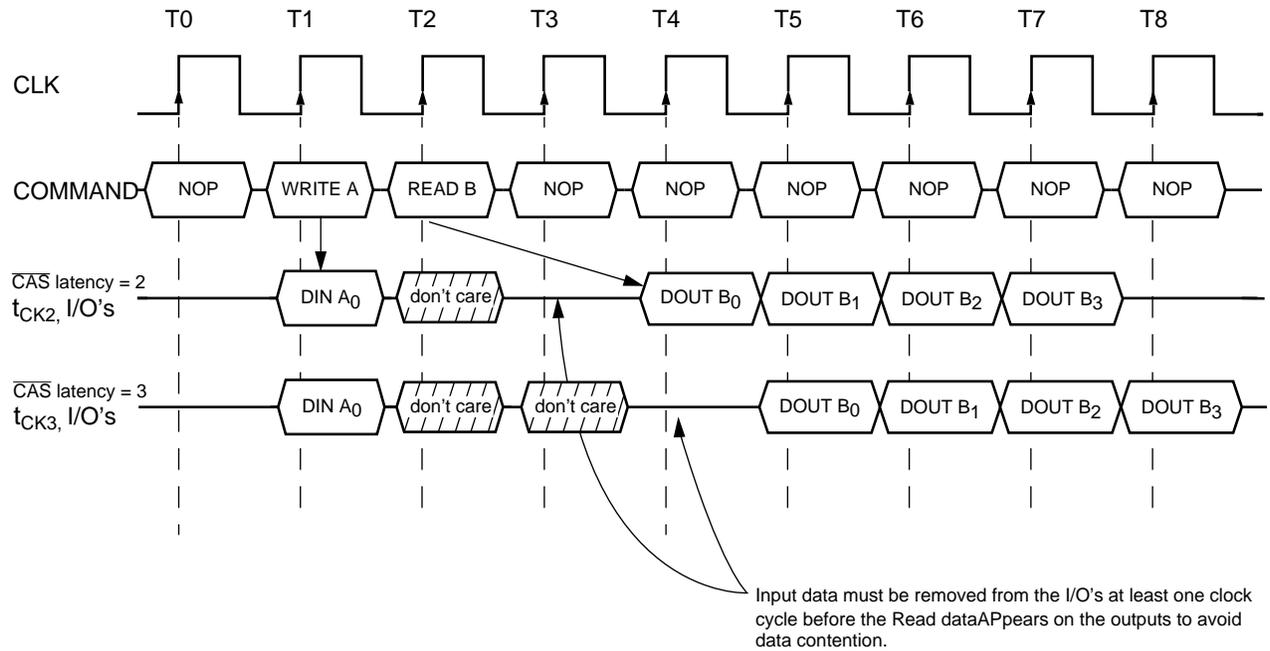 T0 T1 T2 T3 T4 T5 T6 T7 T8
CLK
COMMAND NOP WRITE A READ B NOP NOP NOP NOP NOP NOP
CAS latency = 2
tCK2, I/O's DIN A0 don't care DOUT B0 DOUT B1 DOUT B2 DOUT B3
CAS latency = 3
tCK3, I/O's DIN A0 don't care don't care DOUT B0 DOUT B1 DOUT B2 DOUT B3
Input data must be removed from the I/O's at least one clock
cycle before the Read dataAPpears on the outputs to avoid
data contention.